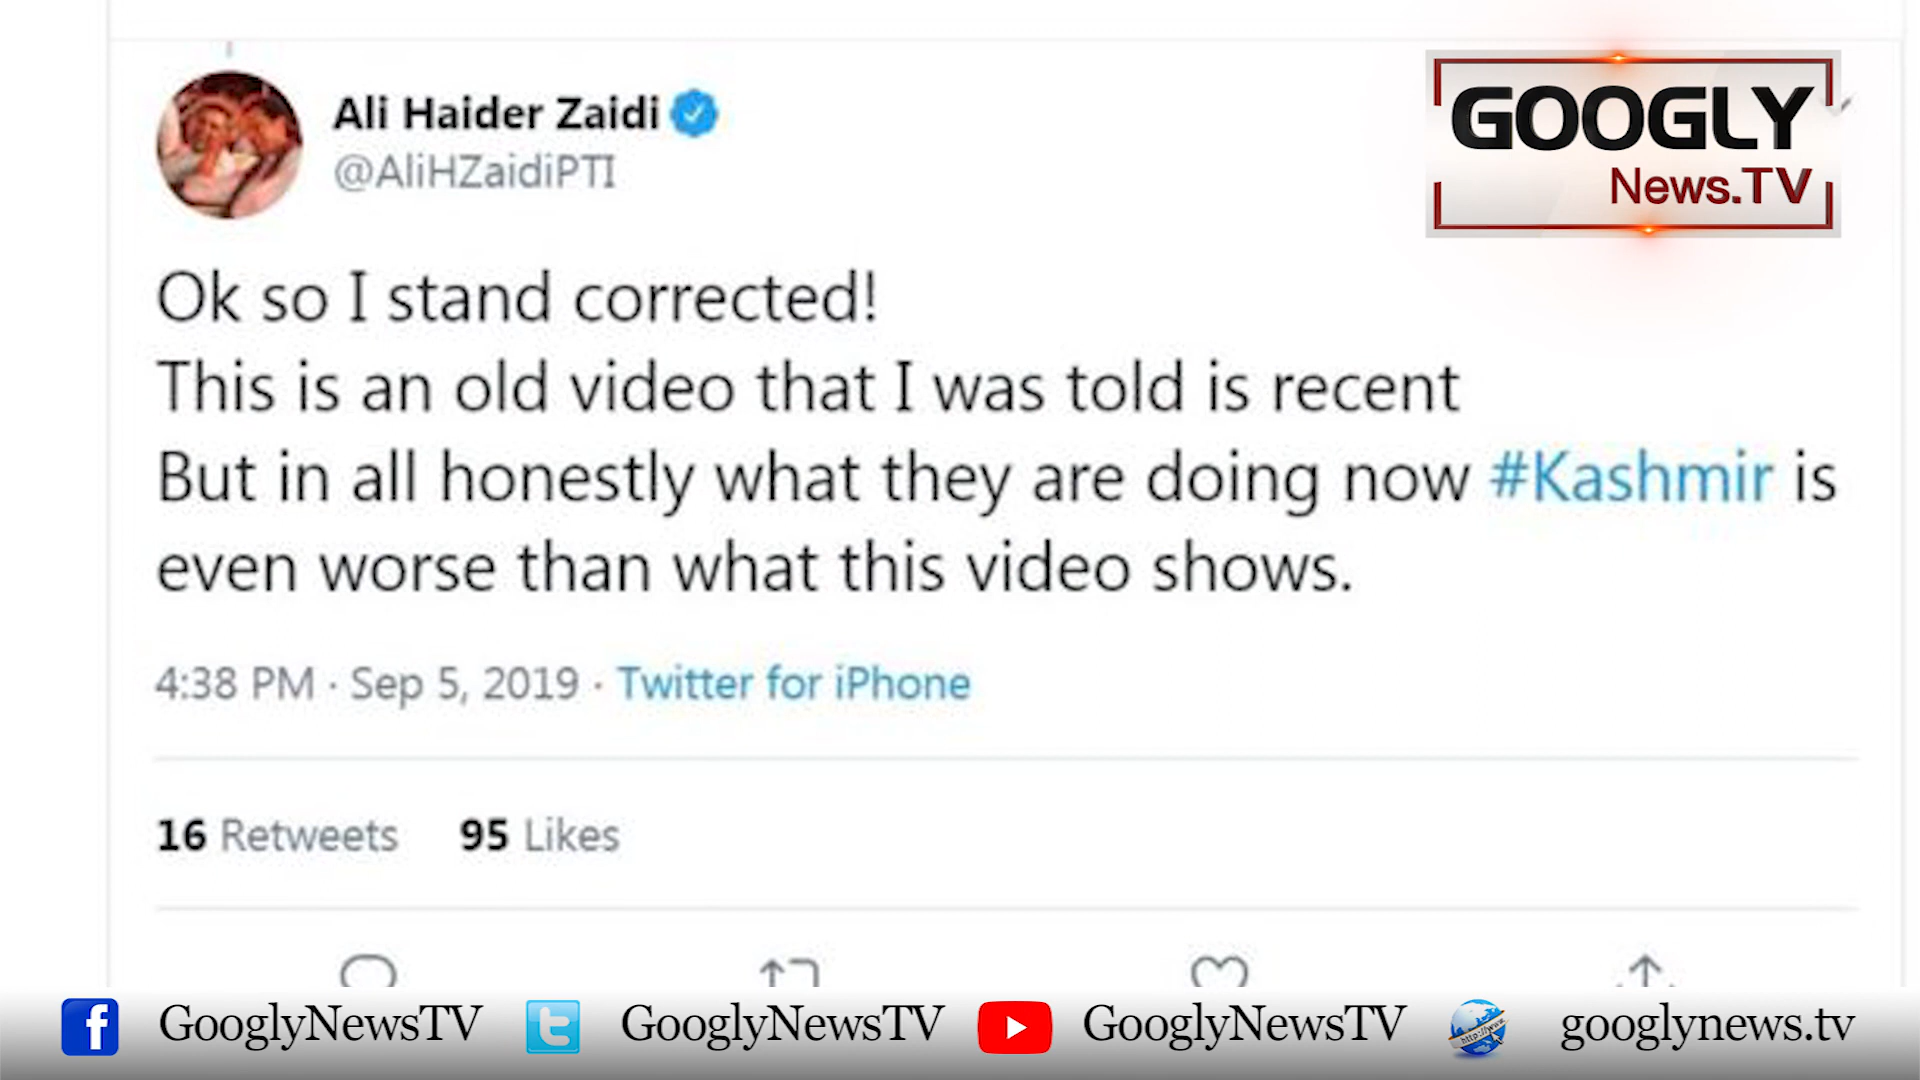 Ali Haider Zaidi
@AliHZaidiPTI
GOOGLY
News.TV
Ok so I stand corrected!
This is an old video that I was told is recent
But in all honestly what they are doing now #Kashmir is
even worse than what this video shows.
4:38 PM · Sep 5, 2019 · Twitter for iPhone
16 Retweets 95 Likes
GooglyNewsTV GooglyNewsTV GooglyNewsTV googlynews.tv